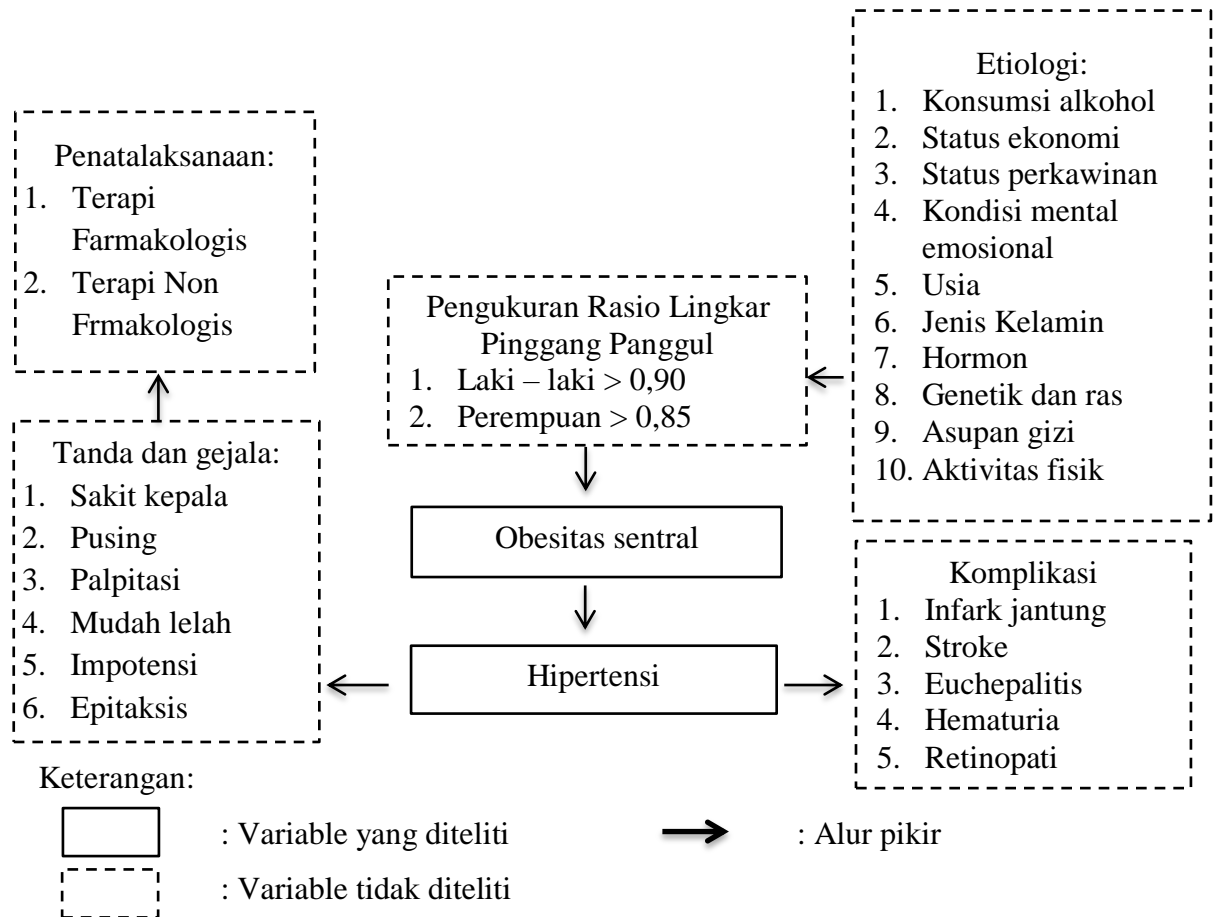 Etiologi:
1. Konsumsi alkohol
2. Status ekonomi
3. Status perkawinan
4. Kondisi mental
emosional
5. Usia
6. Jenis Kelamin
7. Hormon
8. Genetik dan ras
9. Asupan gizi
10. Aktivitas fisik
Penatalaksanaan:
1. Terapi
Farmakologis
2. Terapi Non
Frmakologis
Pengukuran Rasio Lingkar
Pinggang Panggul
1. Laki – laki > 0,90
2. Perempuan > 0,85
Tanda dan gejala:
1. Sakit kepala
2. Pusing
3. Palpitasi
4. Mudah lelah
5. Impotensi
6. Epitaksis
Obesitas sentral
Hipertensi
Komplikasi
1. Infark jantung
2. Stroke
3. Euchepalitis
4. Hematuria
5. Retinopati
Keterangan:
: Variable yang diteliti
: Alur pikir
: Variable tidak diteliti